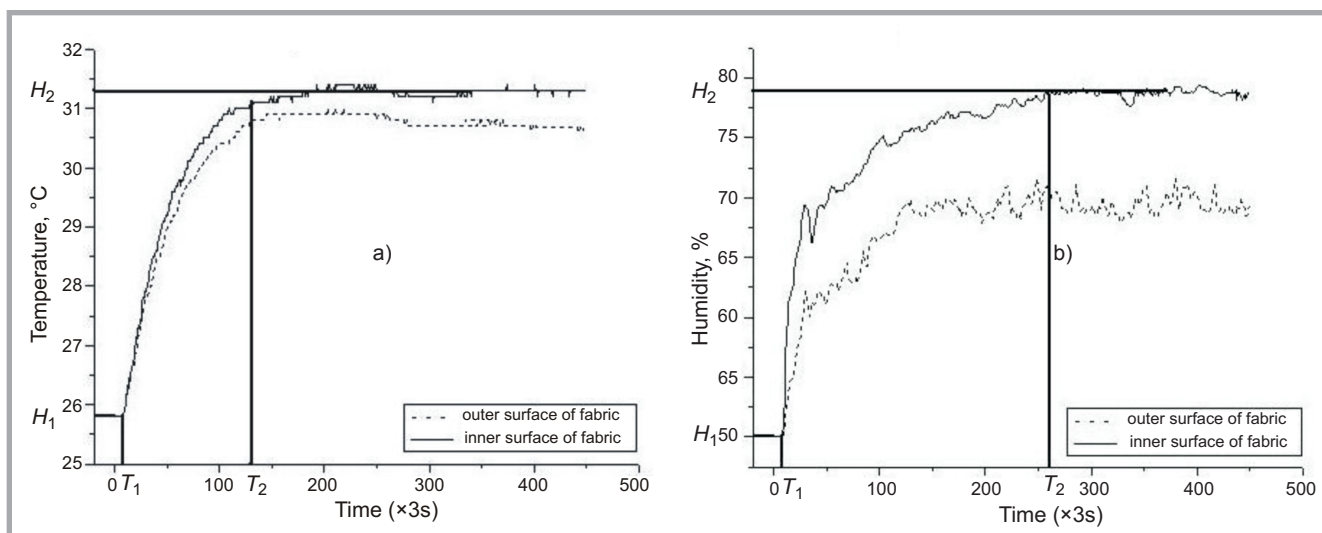 Temperature, °C
32
H₂
31
30
29
28
27
26
H₁
25
a)
outer surface of fabric
inner surface of fabric
0 T₁ 100 T₂ 200 300 400 500
Time (×3s)
Humidity, %
80
H₂
75
70
65
60
65
H₁ 50
b)
outer surface of fabric
inner surface of fabric
0 T₁ 100 200 T₂ 300 400 500
Time (×3s)